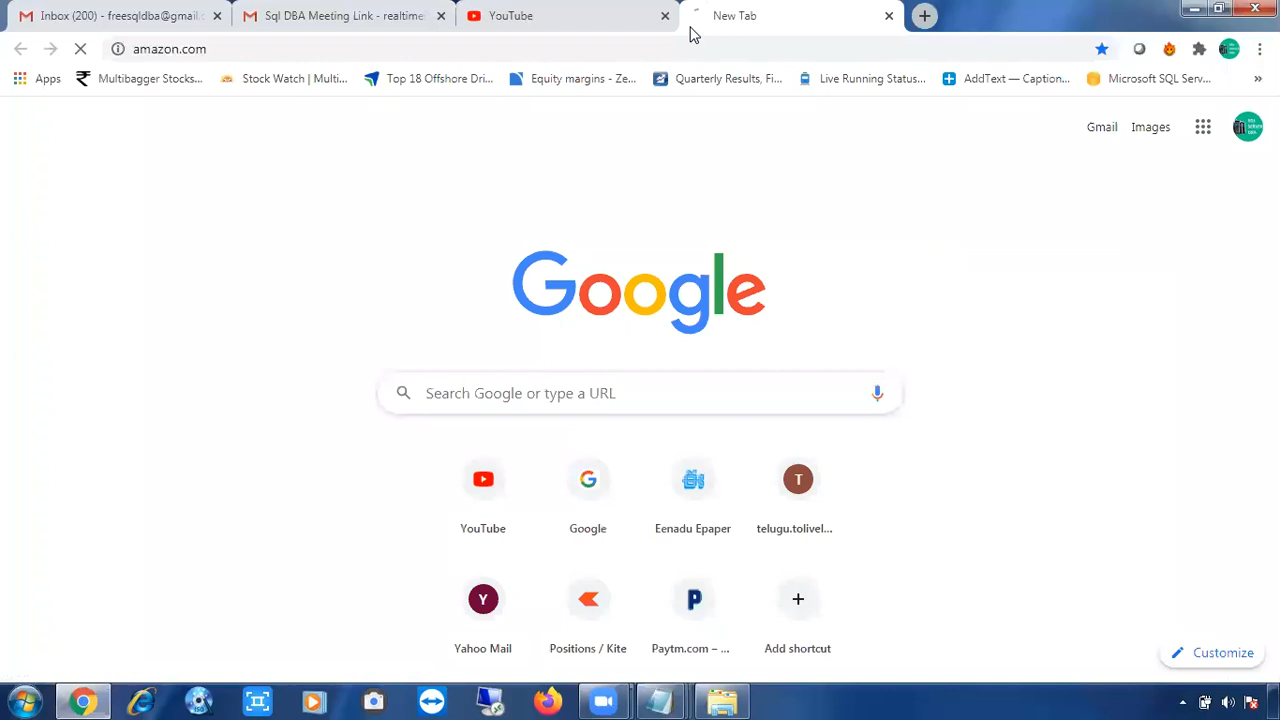 Inbox (200) - freesqldba@gmail.c
Sql DBA Meeting Link - realtime
YouTube
New Tab
amazon.com
Apps
Multibagger Stocks...
Stock Watch | Multi...
Top 18 Offshore Dri...
Equity margins - Ze...
Quarterly Results, Fi...
Live Running Status...
AddText — Caption...
Microsoft SQL Serv...
»
Gmail
Images
Google
Search Google or type a URL
T
YouTube
Google
Eenadu Epaper
telugu.tolivel...
Y
P
Yahoo Mail
Positions / Kite
Paytm.com – ...
Add shortcut
Customize